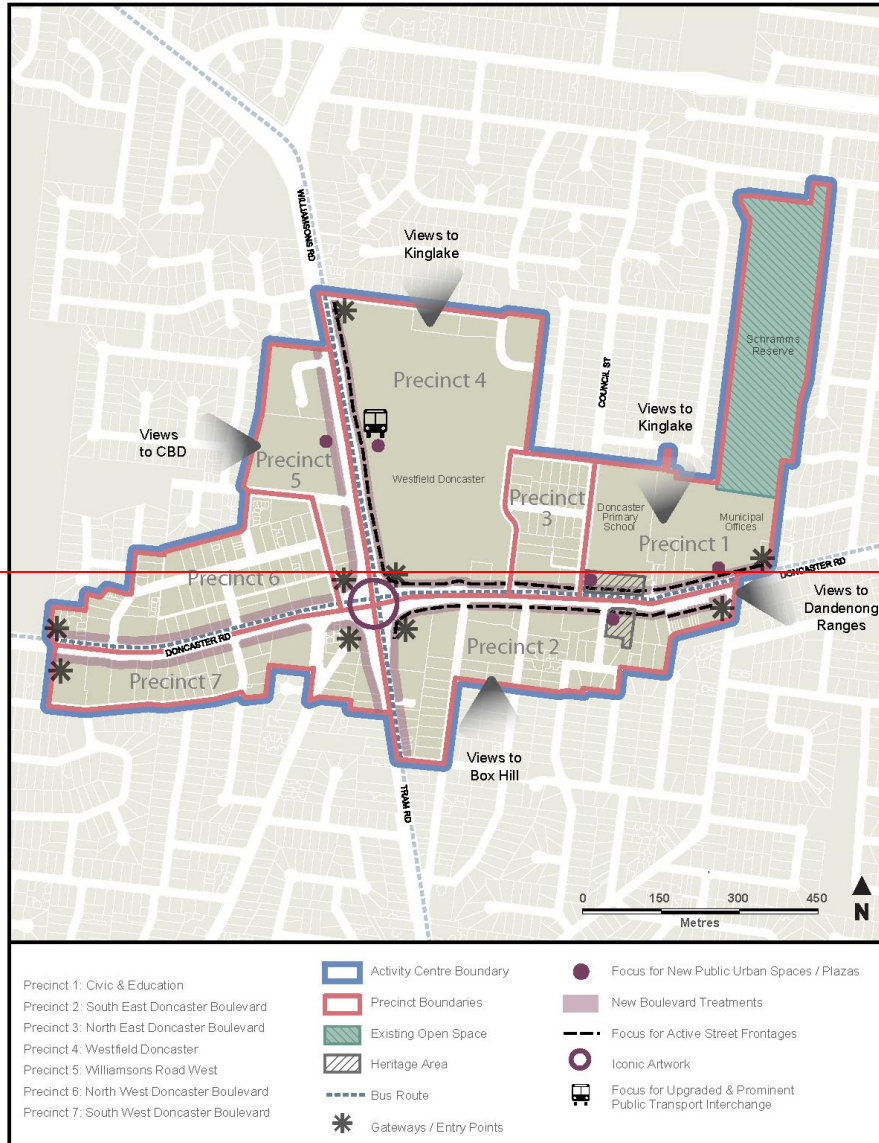 WILLIAMSONS RD
Views to
Kinglake
Schramms
Reserve
COUNCIL ST
Precinct 4
Views to
Kinglake
Views
to CBD
Precinct
5
Westfield Doncaster
Precinct
3
Doncaster
Primary
School
Municipal
Offices
Precinct 1
DONCASTER RD
Precinct 6
Views to
Dandenong
Ranges
DONCASTER RD
Precinct 2
Precinct 7
Views to
Box Hill
TRAM RD
0 150 300 450
Metres
N
Precinct 1: Civic & Education
Precinct 2: South East Doncaster Boulevard
Precinct 3: North East Doncaster Boulevard
Precinct 4: Westfield Doncaster
Precinct 5: Williamsons Road West
Precinct 6: North West Doncaster Boulevard
Precinct 7: South West Doncaster Boulevard
Activity Centre Boundary
Precinct Boundaries
Existing Open Space
Heritage Area
Bus Route
Gateways / Entry Points
Focus for New Public Urban Spaces / Plazas
New Boulevard Treatments
Focus for Active Street Frontages
Iconic Artwork
Focus for Upgraded & Prominent
Public Transport Interchange